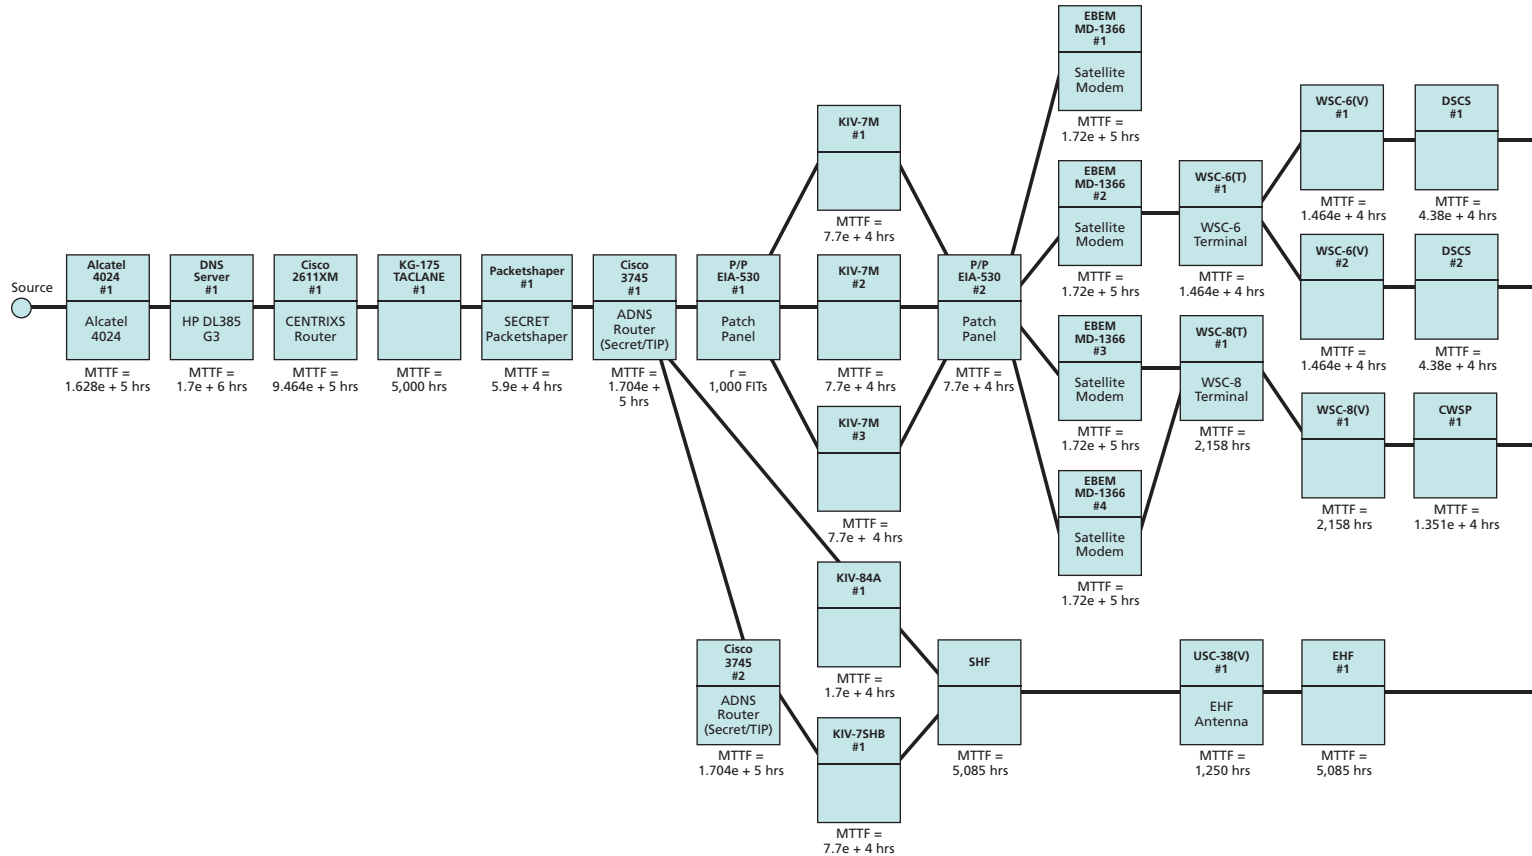 Source
Alcatel
4024
#1
Alcatel
4024
MTTF =
1.628e + 5 hrs
DNS
Server
#1
HP DL385
G3
MTTF =
1.7e + 6 hrs
Cisco
2611XM
#1
CENTRIXS
Router
MTTF =
9.464e + 5 hrs
KG-175
TACLANE
#1
MTTF =
5,000 hrs
Packetshaper
#1
SECRET
Packetshaper
MTTF =
5.9e + 4 hrs
Cisco
3745
#1
ADNS
Router
(Secret/TIP)
MTTF =
1.704e +
5 hrs
P/P
EIA-530
#1
Patch
Panel
r =
1,000 FITs
KIV-7M
#1
MTTF =
7.7e + 4 hrs
KIV-7M
#2
MTTF =
7.7e + 4 hrs
KIV-7M
#3
MTTF =
7.7e +  4 hrs
P/P
EIA-530
#2
Patch
Panel
MTTF =
7.7e + 4 hrs
EBEM
MD-1366
#1
Satellite
Modem
MTTF =
1.72e + 5 hrs
EBEM
MD-1366
#2
Satellite
Modem
MTTF =
1.72e + 5 hrs
EBEM
MD-1366
#3
Satellite
Modem
MTTF =
1.72e + 5 hrs
EBEM
MD-1366
#4
Satellite
Modem
MTTF =
1.72e + 5 hrs
WSC-6(T)
#1
WSC-6
Terminal
MTTF =
1.464e + 4 hrs
WSC-8(T)
#1
WSC-8
Terminal
MTTF =
2,158 hrs
WSC-6(V)
#1
MTTF =
1.464e + 4 hrs
DSCS
#1
MTTF =
4.38e + 4 hrs
WSC-6(V)
#2
MTTF =
1.464e + 4 hrs
DSCS
#2
MTTF =
4.38e + 4 hrs
WSC-8(V)
#1
MTTF =
2,158 hrs
CWSP
#1
MTTF =
1.351e + 4 hrs
KIV-84A
#1
MTTF =
1.7e + 4 hrs
Cisco
3745
#2
ADNS
Router
(Secret/TIP)
MTTF =
1.704e + 5 hrs
KIV-7SHB
#1
MTTF =
7.7e + 4 hrs
SHF
MTTF =
5,085 hrs
USC-38(V)
#1
EHF
Antenna
MTTF =
1,250 hrs
EHF
#1
MTTF =
5,085 hrs